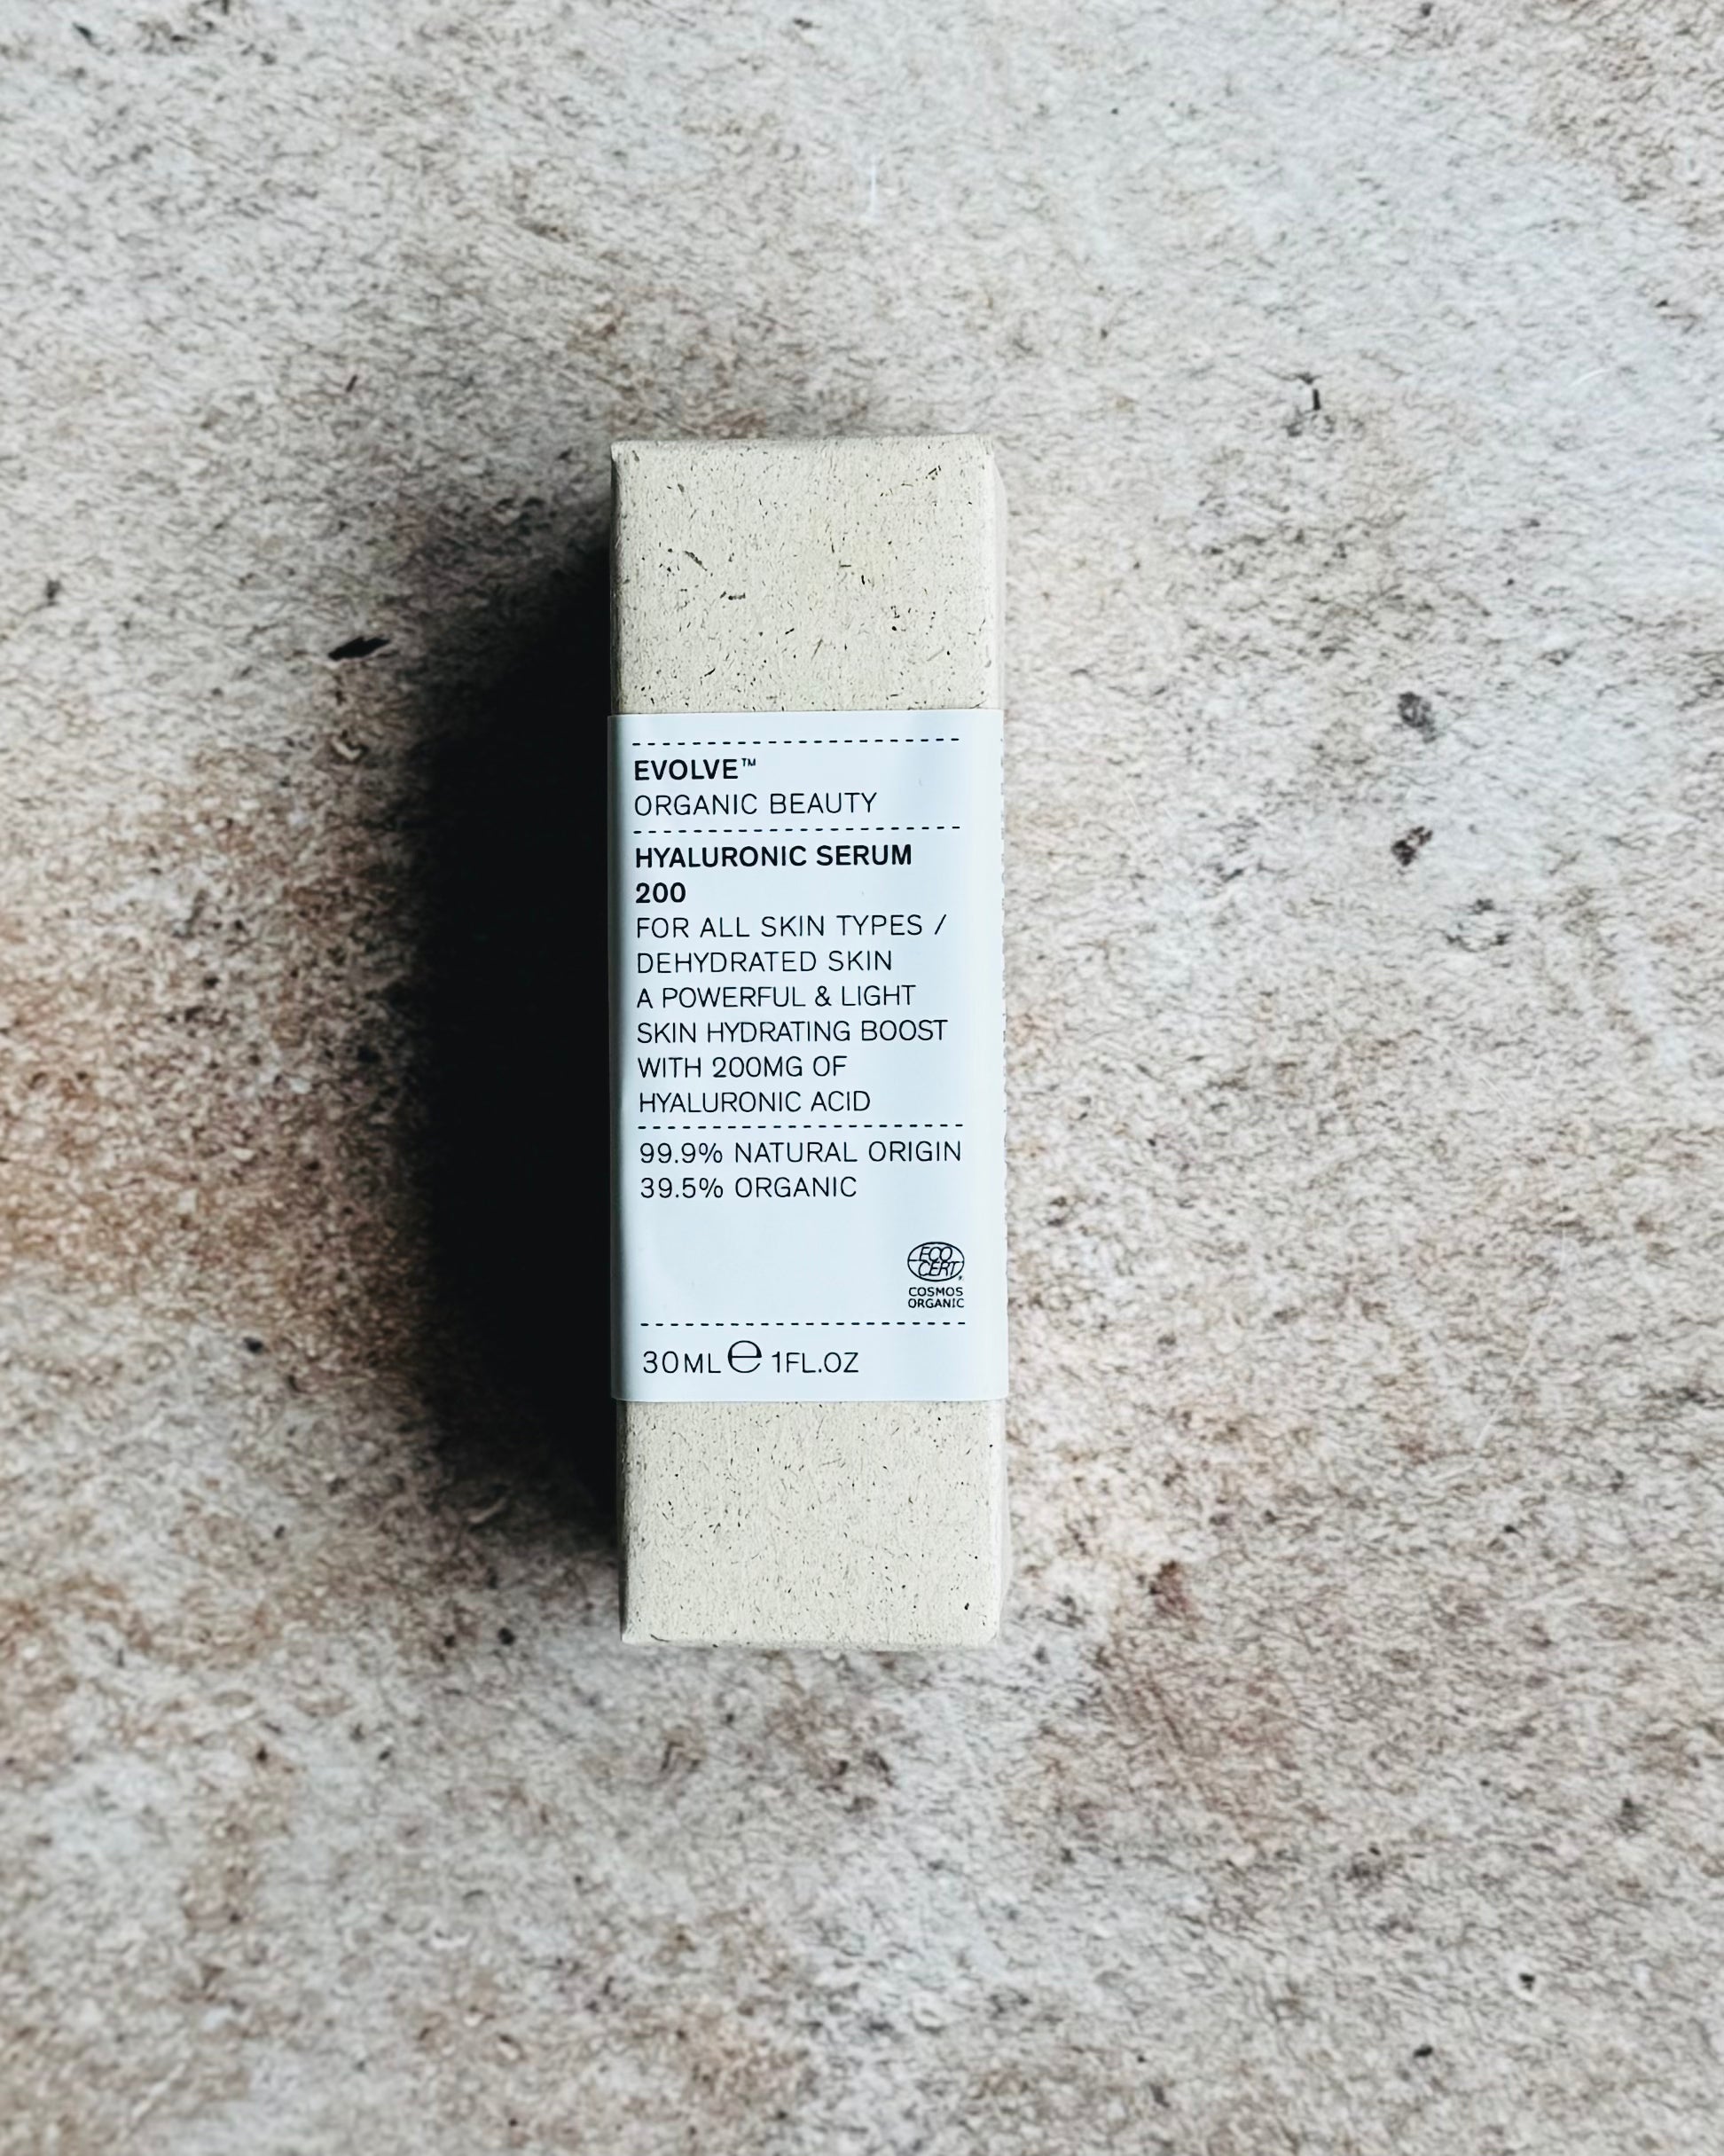 EVOLVE™
ORGANIC BEAUTY
HYALURONIC SERUM
200
FOR ALL SKIN TYPES /
DEHYDRATED SKIN
A POWERFUL & LIGHT
SKIN HYDRATING BOOST
WITH 200MG OF
HYALURONIC ACID
99.9% NATURAL ORIGIN
39.5% ORGANIC
ECO
CERT
COSMOS
ORGANIC
30ML ℮ 1FL.OZ